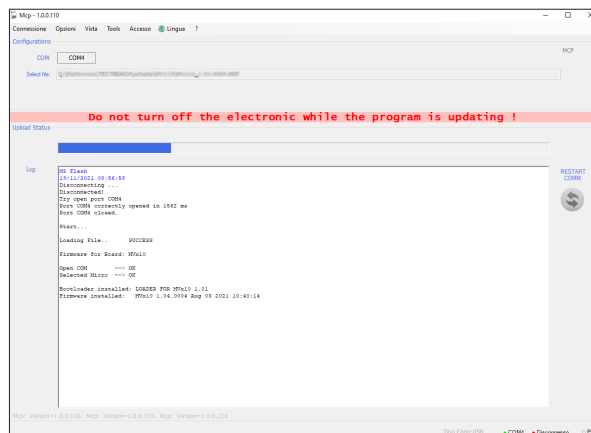 Mcp - 1.0.0.110
Connessione Opzioni Vista Tools Accesso Lingua ?
Configurations
MCP
COM COM4
Select file
Do not turn off the electronic while the program is updating !
Upload Status
Log
RESTART
COMM.
MS Flash
19/11/2021 08:56:50
Disconnecting ...
Disconnected!
Try open port COM4
Port COM4 correctly opened in 1562 ms
Port COM4 closed.
Start...
Loading File.. SUCCESS
Firmware for Board: MVx10
Open COM ==> OK
Selected Micro ==> OK
Bootloader installed: LOADER FOR MVx10 1.01
Firmware installed: MVx10 1.04.0004 Aug 03 2021 10:40:14
Mcp: Version=1.0.0.110. Mcp: Version=1.0.0.110. Mcp: Version=1.0.0.110
COM4 Disconnesso